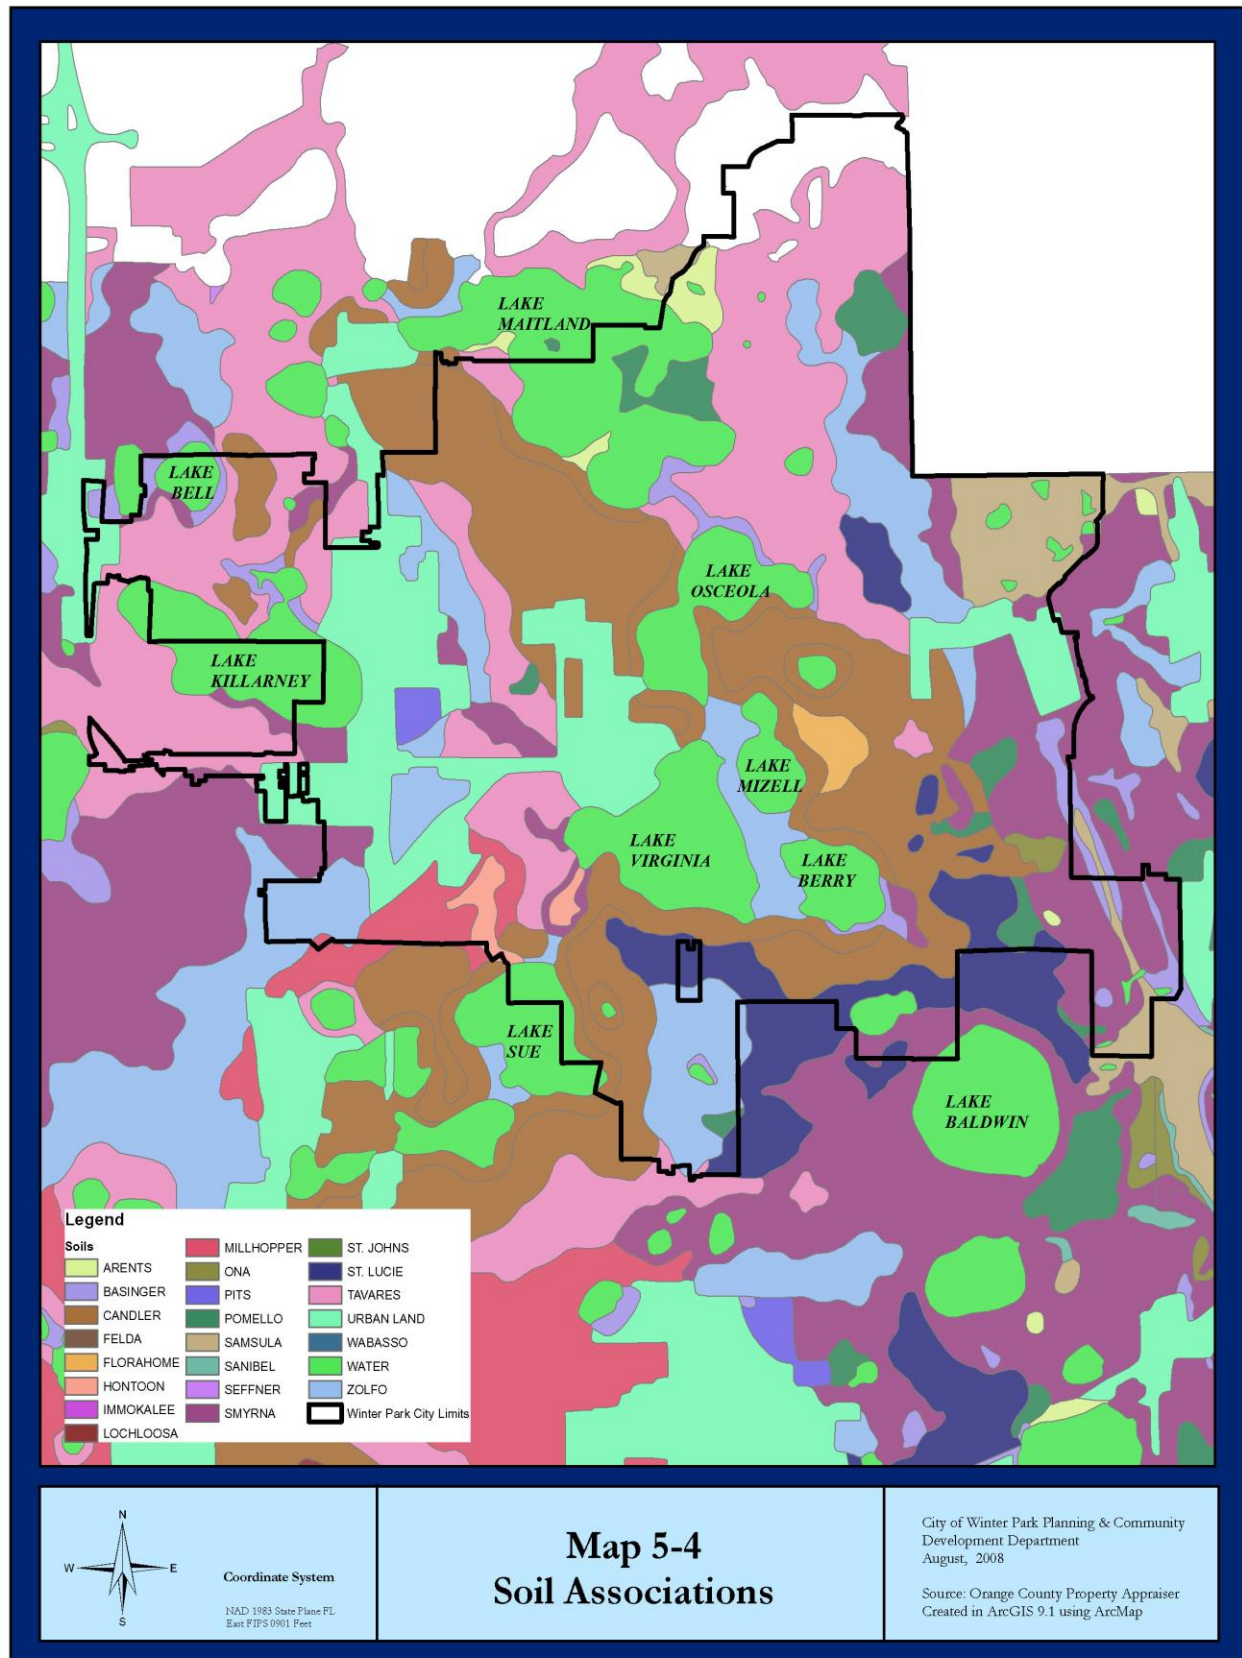 LAKE
MAITLAND
LAKE
BELL
LAKE
OSCEOLA
LAKE
KILLARNEY
LAKE
MIZELL
LAKE
VIRGINIA
LAKE
BERRY
LAKE
SUE
LAKE
BALDWIN
Legend
Soils
ARENTS
BASINGER
CANDLER
FELDA
FLORAHOME
HONTOON
IMMOKALEE
LOCHLOOSA
MILLHOPPER
ONA
PITS
POMELLO
SAMSULA
SANIBEL
SEFFNER
SMYRNA
ST. JOHNS
ST. LUCIE
TAVARES
URBAN LAND
WABASSO
WATER
ZOLFO
Winter Park City Limits
N
W
E
S
Coordinate System
NAD 1983 State Plane FL
East FIPS 0901 Feet
Map 5-4
Soil Associations
City of Winter Park Planning & Community
Development Department
August, 2008
Source: Orange County Property Appraiser
Created in ArcGIS 9.1 using ArcMap